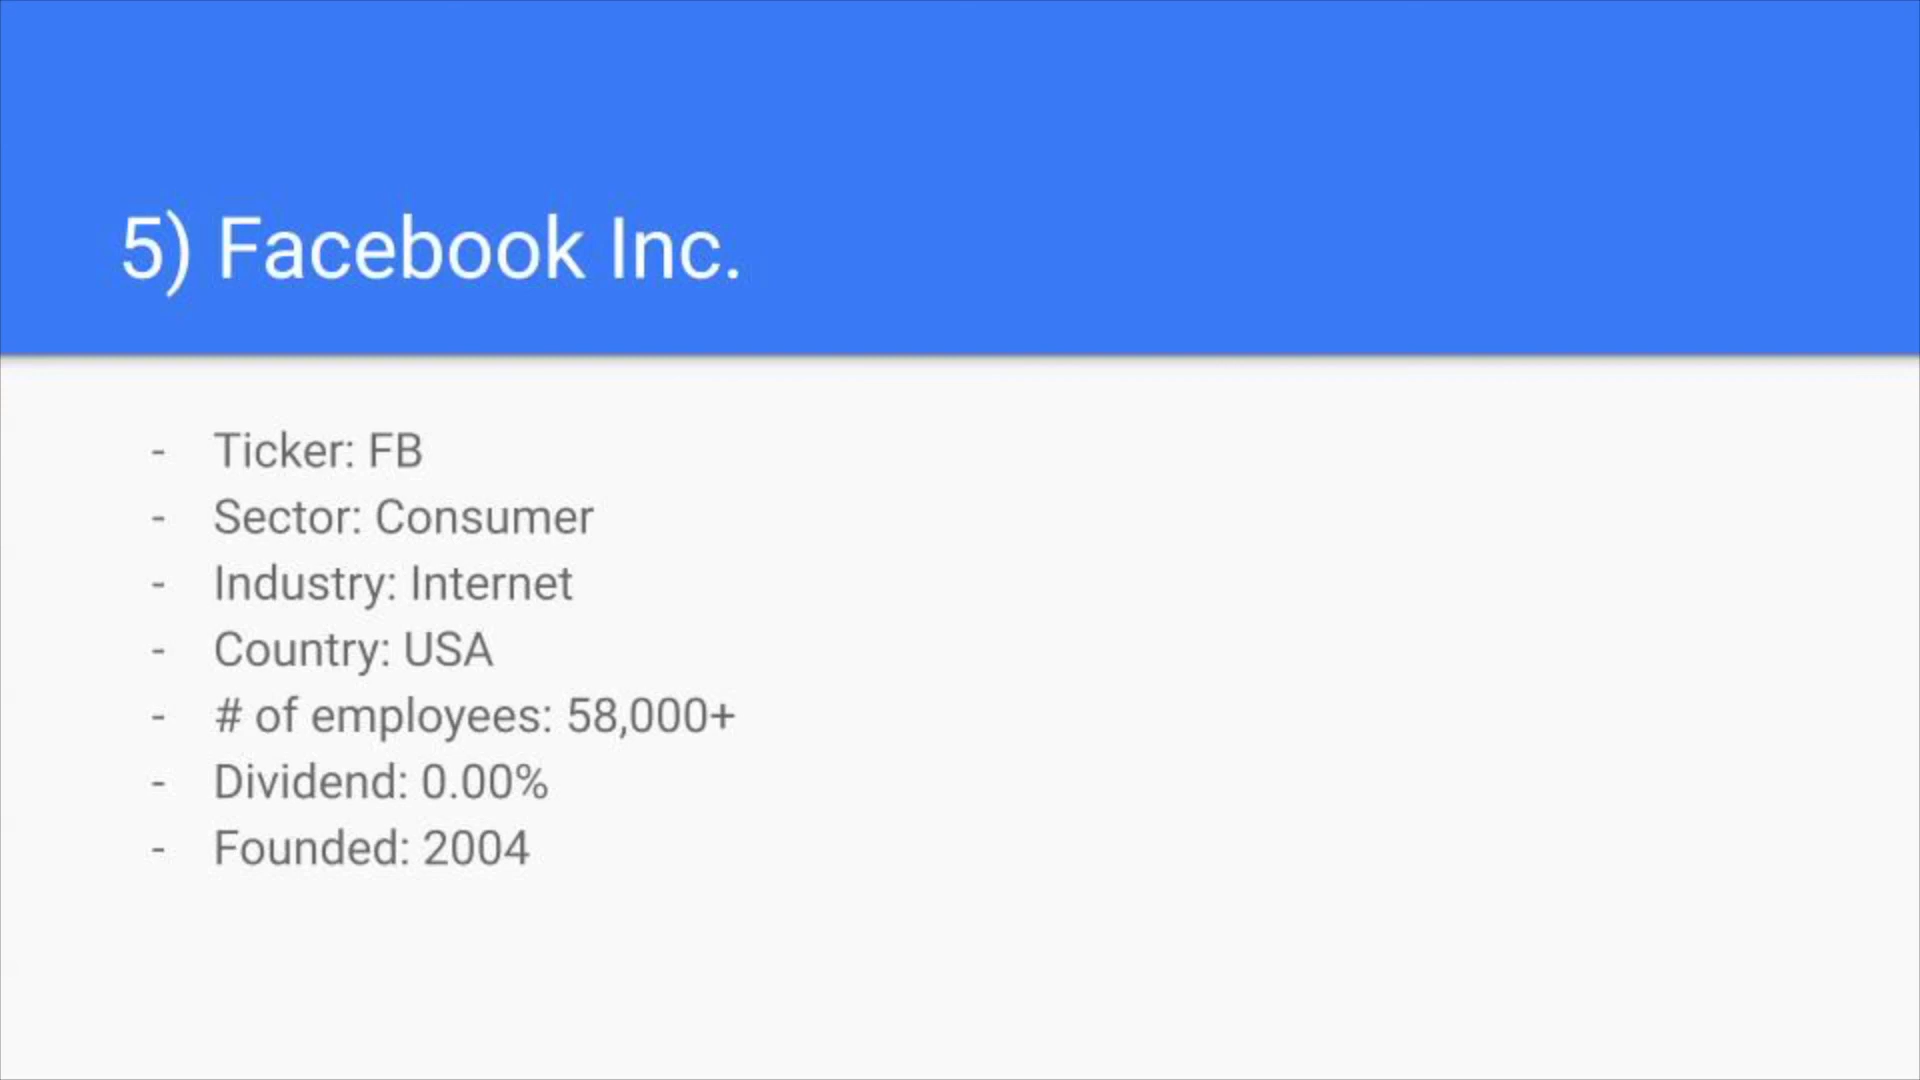 5) Facebook Inc.
- Ticker: FB
- Sector: Consumer
- Industry: Internet
- Country: USA
- # of employees: 58,000+
- Dividend: 0.00%
- Founded: 2004